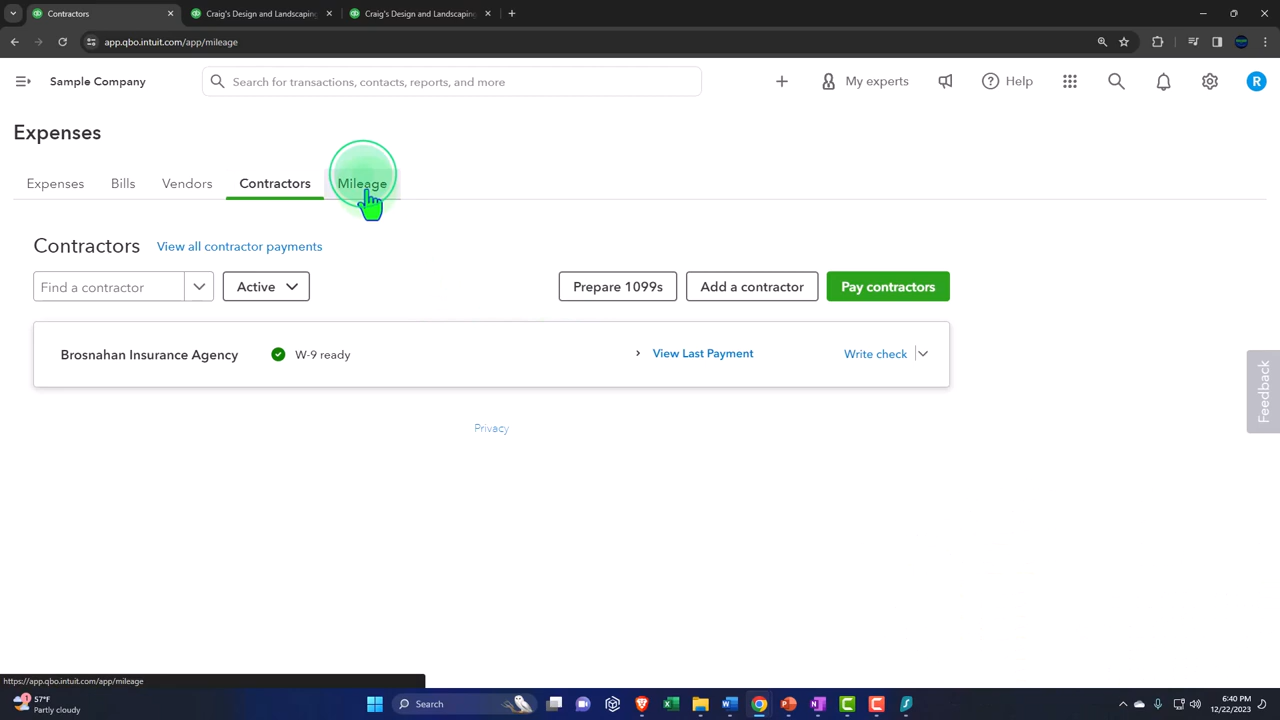 Contractors
Craig's Design and Landscaping
Craig's Design and Landscaping
app.qbo.intuit.com/app/mileage
Sample Company
Search for transactions, contacts, reports, and more
My experts
Help
R
Expenses
Expenses
Bills
Vendors
Contractors
Mileage
Contractors
View all contractor payments
Find a contractor
Active
Prepare 1099s
Add a contractor
Pay contractors
Brosnahan Insurance Agency
W-9 ready
View Last Payment
Write check
Feedback
Privacy
https://app.qbo.intuit.com/app/mileage
1
57°F
Partly cloudy
Search
6:40 PM
12/22/2023